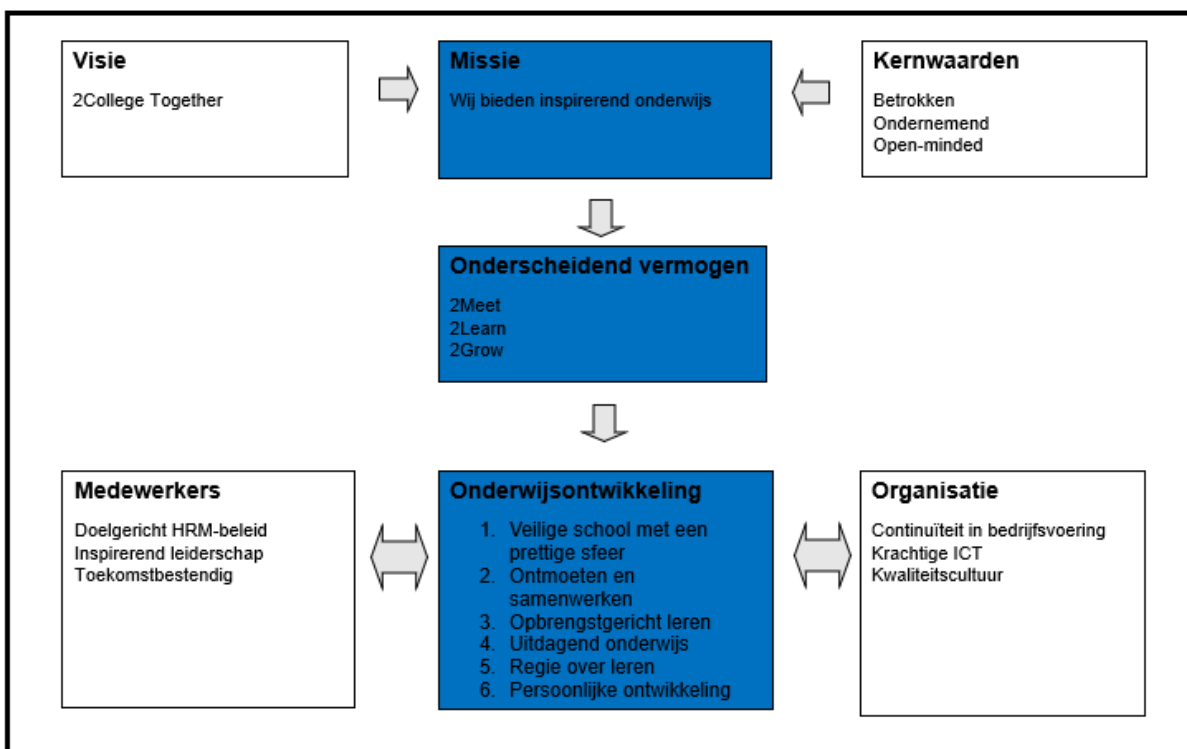 Visie
2College Together
Missie
Wij bieden inspirerend onderwijs
Kernwaarden
Betrokken
Ondernemend
Open-minded
Onderscheidend vermogen
2Meet
2Learn
2Grow
Medewerkers
Doelgericht HRM-beleid
Inspirerend leiderschap
Toekomstbestendig
Onderwijsontwikkeling
1. Veilige school met een
prettige sfeer
2. Ontmoeten en
samenwerken
3. Opbrengstgericht leren
4. Uitdagend onderwijs
5. Regie over leren
6. Persoonlijke ontwikkeling
Organisatie
Continuïteit in bedrijfsvoering
Krachtige ICT
Kwaliteitscultuur